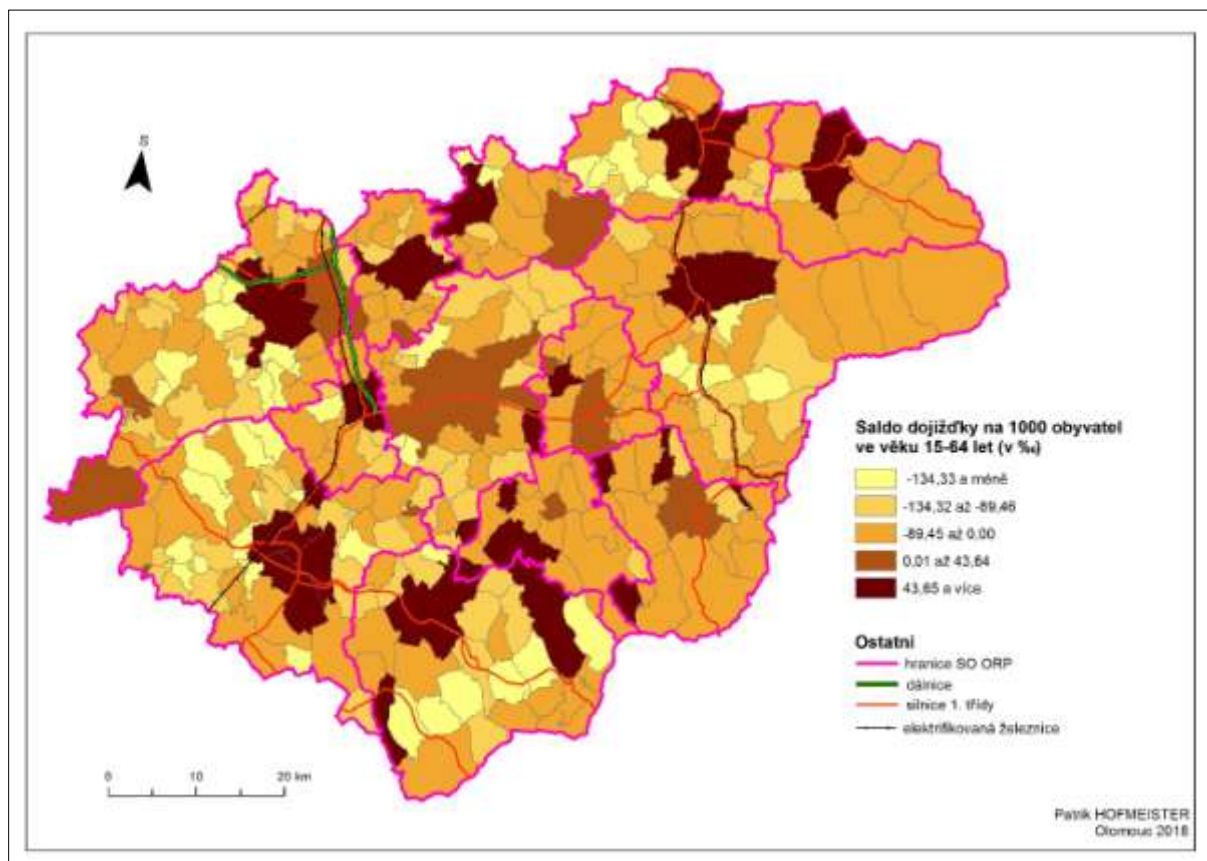 S
Saldo dojížďky na 1000 obyvatel
ve věku 15-64 let (v ‰)
-134,33 a méně
-134,32 až -89,46
-89,45 až 0,00
0,01 až 43,64
43,65 a více
Ostatní
hranice SO ORP
dálnice
silnice 1. třídy
elektrifikovaná železnice
0 10 20 km
Patrik HOFMEISTER
Olomouc 2018